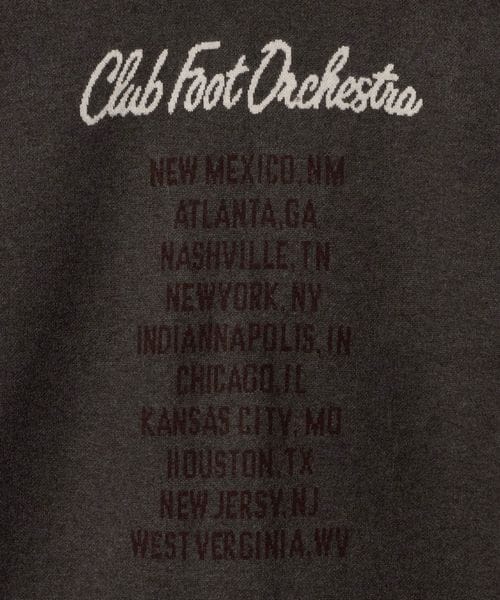 Club Foot Orchestra
NEW MEXICO,NM
ATLANTA,GA
NASHVILLE,TN
NEWYORK,NY
INDIANNAPOLIS,IN
CHICAGO,IL
KANSAS CITY,MO
HOUSTON,TX
NEW JERSY,NJ
WEST VERGINIA,WV